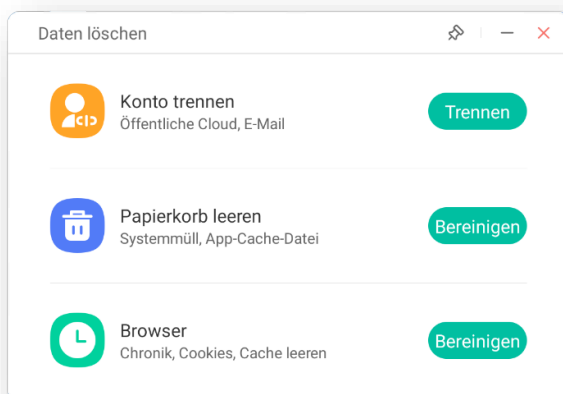 Daten löschen
Konto trennen
Öffentliche Cloud, E-Mail
Trennen
Papierkorb leeren
Systemmüll, App-Cache-Datei
Bereinigen
Browser
Chronik, Cookies, Cache leeren
Bereinigen